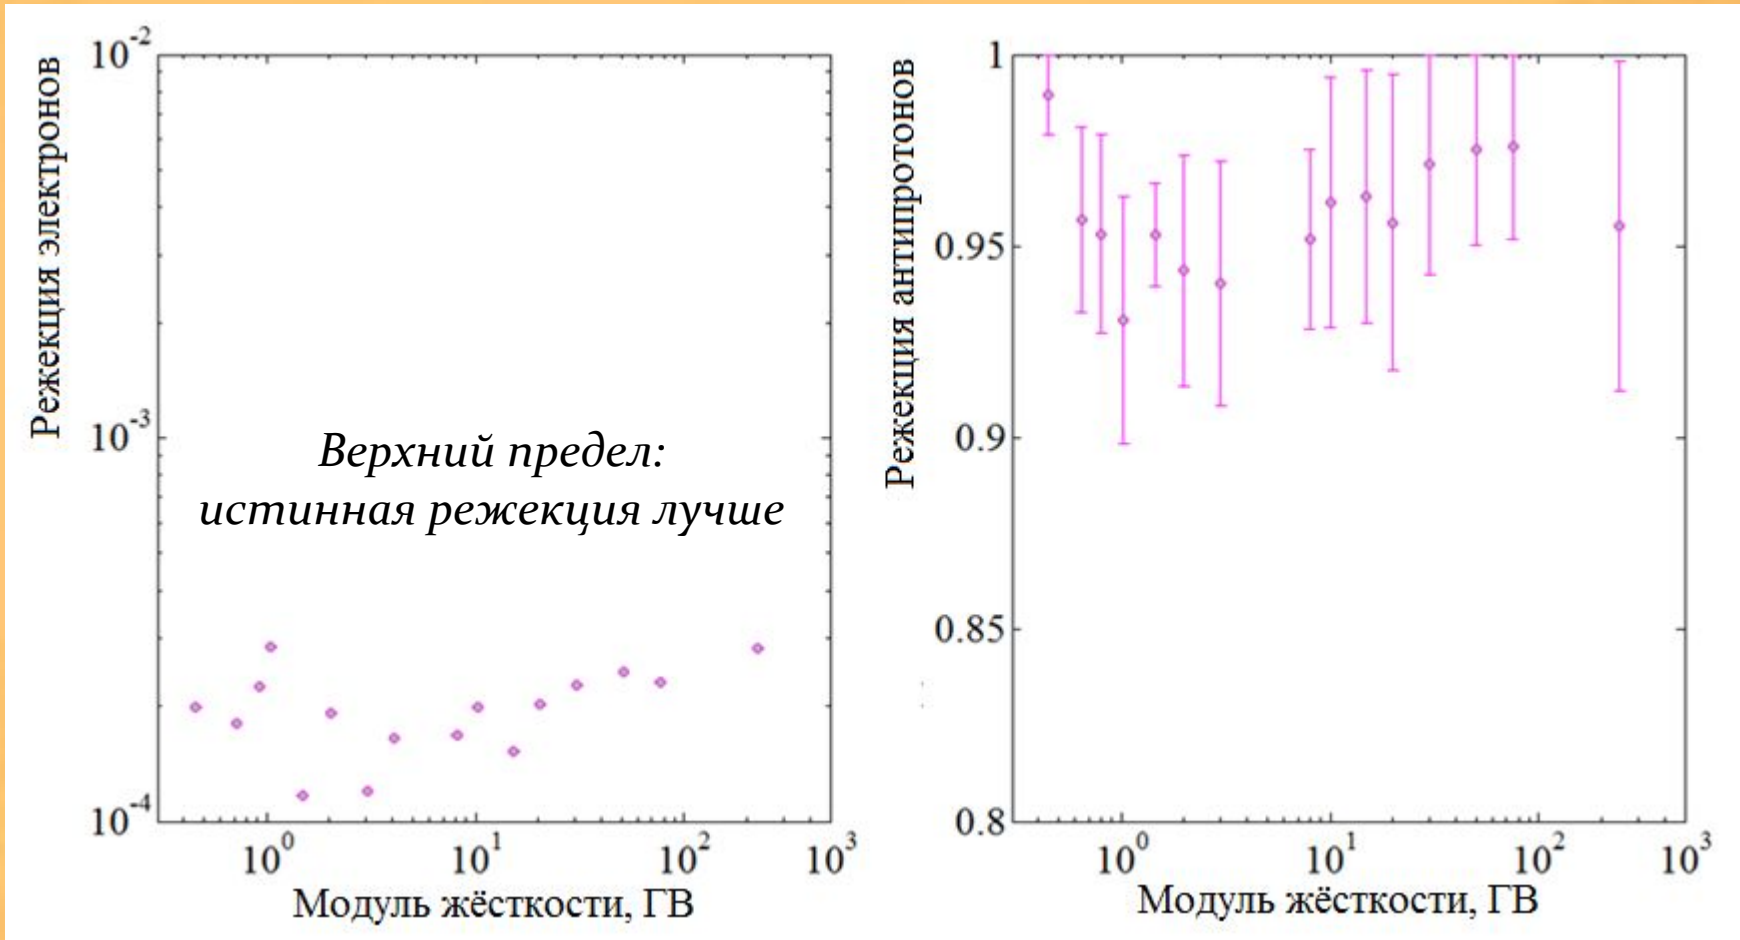 Режекция электронов
10^-2
10^-3
10^-4
Верхний предел:
истинная режекция лучше
10^0 10^1 10^2 10^3
Модуль жёсткости, ГВ
Режекция антипротонов
1
0.95
0.9
0.85
0.8
10^0 10^1 10^2 10^3
Модуль жёсткости, ГВ